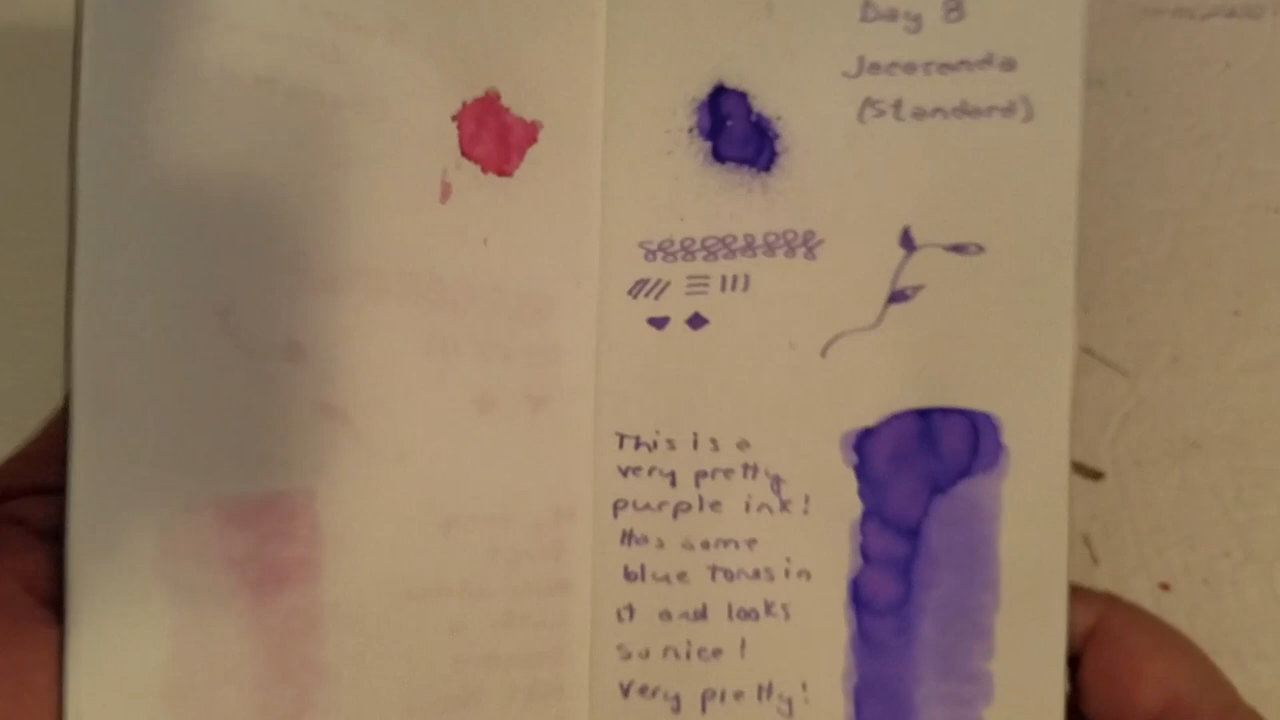 Day 8
Jacaranda
(Standard)
This is a
very pretty
purple ink!
Has some
blue tones in
it and looks
so nice!
very pretty!